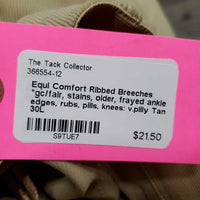 The Tack Collector
366554-12
Equi Comfort Ribbed Breeches
*gc/fair, stains, older, frayed ankle
edges, rubs, pills, knees: v.pilly Tan
30L
S9TUE7
$21.50